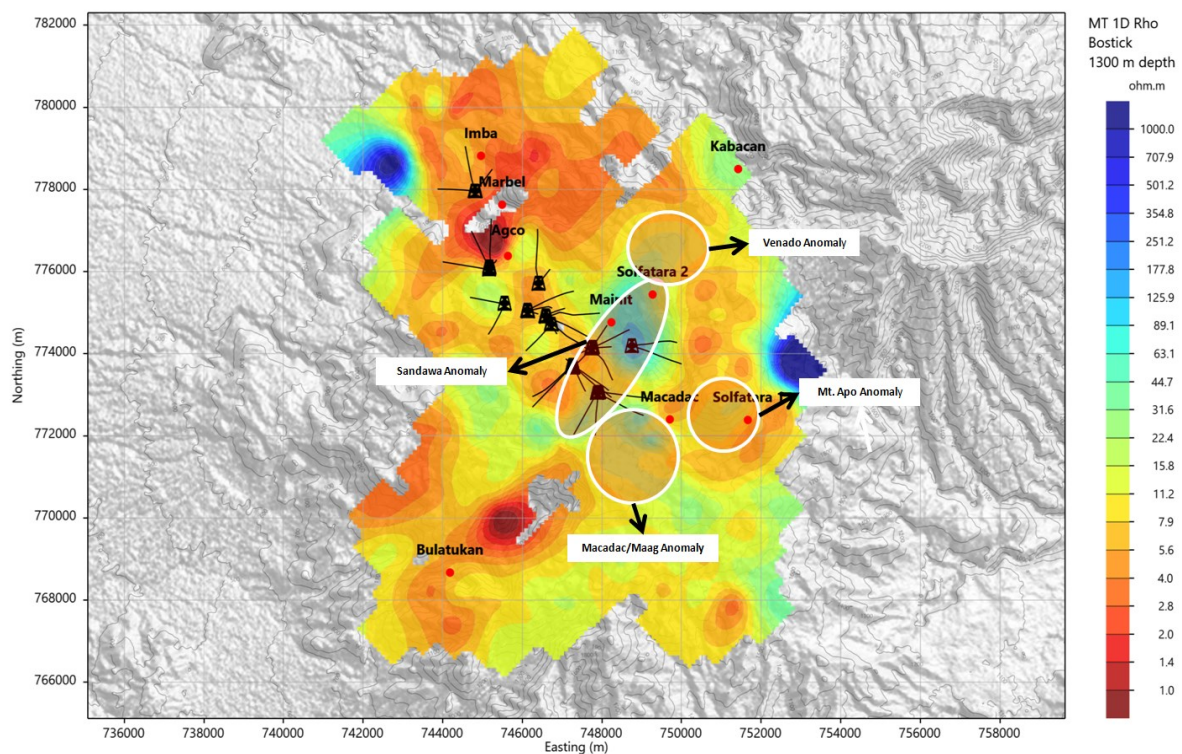 MT 1D Rho
Bostick
1300 m depth
ohm.m
1000.0
707.9
501.2
354.8
251.2
177.8
125.9
89.1
63.1
44.7
31.6
22.4
15.8
11.2
7.9
5.6
4.0
2.8
2.0
1.4
1.0
782000
780000
778000
776000
774000
772000
770000
768000
766000
Northing (m)
Imba
Kabacan
Marbel
Agco
Venado Anomaly
Solfatara 2
Mainit
Sandawa Anomaly
Mt. Apo Anomaly
Macadac
Solfatara
Macadac/Maag Anomaly
Bulatukan
736000 738000 740000 742000 744000 746000 748000 750000 752000 754000 756000 758000
Easting (m)